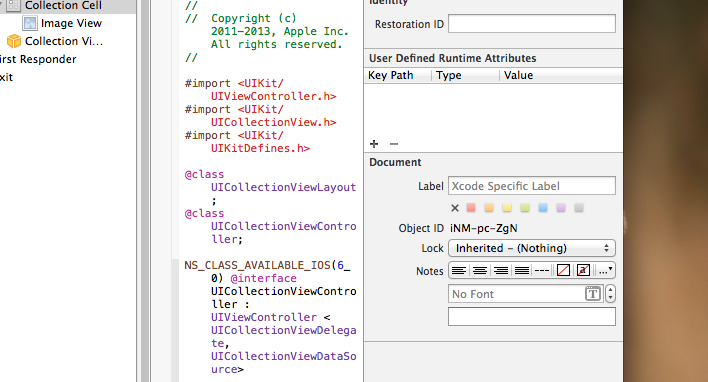 Collection Cell
Image View
Collection Vi...
irst Responder
xit
//
// Copyright (c)
2011-2013, Apple Inc.
All rights reserved.
//
#import <UIKit/
UIViewController.h>
#import <UIKit/
UICollectionView.h>
#import <UIKit/
UIKitDefines.h>
@class
UICollectionViewLayout
;
@class
UICollectionViewContro
ller;
NS_CLASS_AVAILABLE_IOS(6_
0) @interface
UICollectionViewContro
ller :
UIViewController <
UICollectionViewDelega
te,
UICollectionViewDataSo
urce>
Identity
Restoration ID
User Defined Runtime Attributes
Key Path Type Value
+ −
Document
Label Xcode Specific Label
×
Object ID iNM-pc-ZgN
Lock Inherited - (Nothing)
Notes --- a ...
No Font T